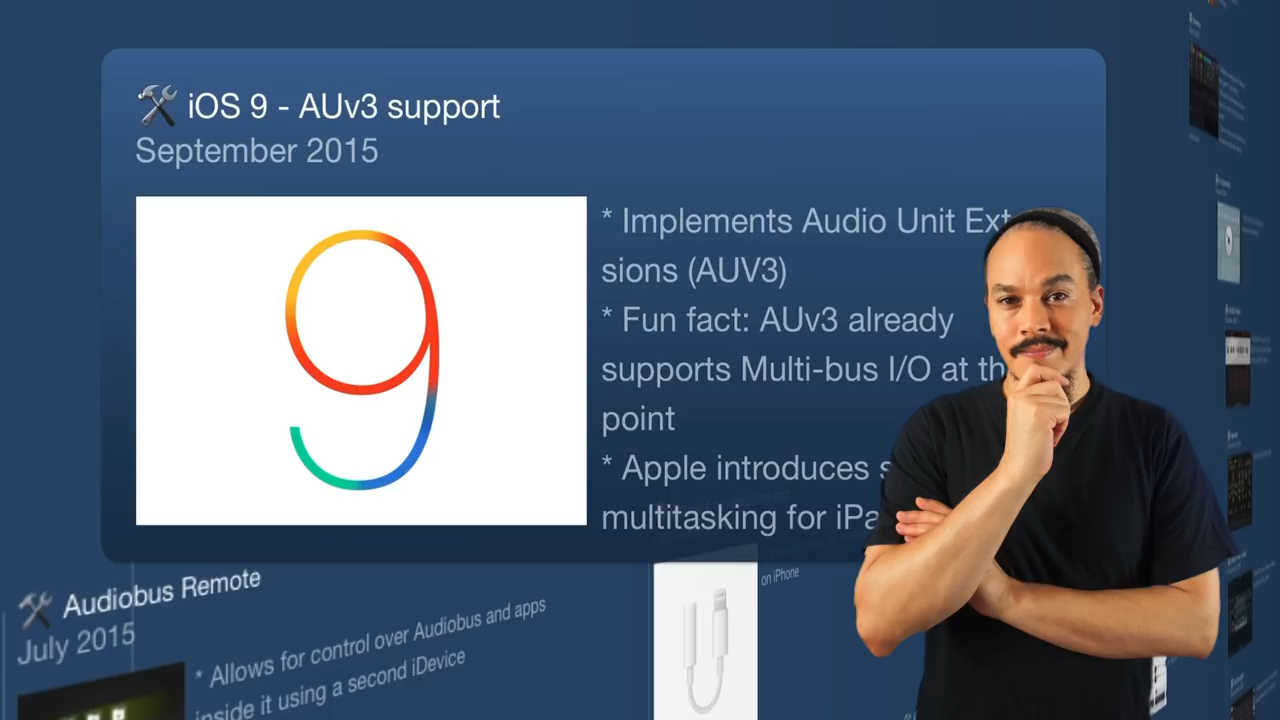 iOS 9 - AUv3 support
September 2015
9
* Implements Audio Unit Ext
sions (AUV3)
* Fun fact: AUv3 already
supports Multi-bus I/O at th
point
* Apple introduces s
multitasking for iPa
on iPhone
Audiobus Remote
July 2015
* Allows for control over Audiobus and apps
inside it using a second iDevice